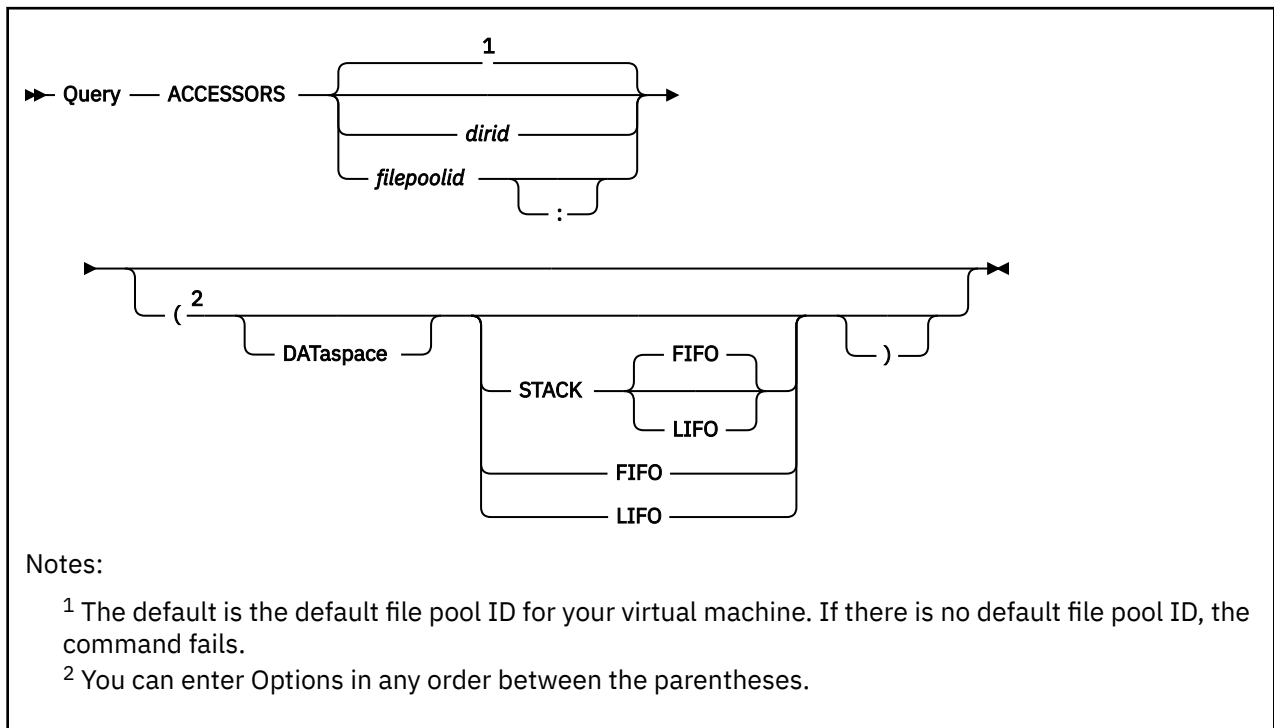 1
Query ACCESSORS
dirid
filepoolid
:
( 2
DATaspace
FIFO
STACK
LIFO
FIFO
LIFO
)
Notes:
1 The default is the default file pool ID for your virtual machine. If there is no default file pool ID, the
command fails.
2 You can enter Options in any order between the parentheses.